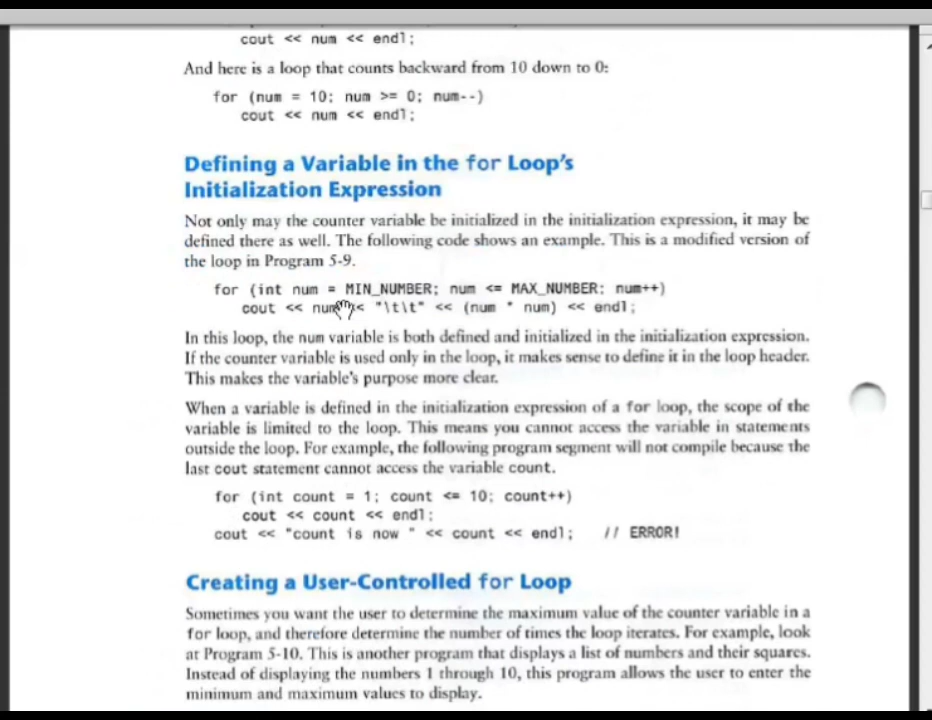 cout << num << endl;
And here is a loop that counts backward from 10 down to 0:
for (num = 10; num >= 0; num--)
cout << num << endl;
Defining a Variable in the for Loop's
Initialization Expression
Not only may the counter variable be initialized in the initialization expression, it may be
defined there as well. The following code shows an example. This is a modified version of
the loop in Program 5-9.
for (int num = MIN_NUMBER; num <= MAX_NUMBER; num++)
cout << num << "\t\t" << (num * num) << endl;
In this loop, the num variable is both defined and initialized in the initialization expression.
If the counter variable is used only in the loop, it makes sense to define it in the loop header.
This makes the variable's purpose more clear.
When a variable is defined in the initialization expression of a for loop, the scope of the
variable is limited to the loop. This means you cannot access the variable in statements
outside the loop. For example, the following program segment will not compile because the
last cout statement cannot access the variable count.
for (int count = 1; count <= 10; count++)
cout << count << endl;
cout << "count is now " << count << endl; // ERROR!
Creating a User-Controlled for Loop
Sometimes you want the user to determine the maximum value of the counter variable in a
for loop, and therefore determine the number of times the loop iterates. For example, look
at Program 5-10. This is another program that displays a list of numbers and their squares.
Instead of displaying the numbers 1 through 10, this program allows the user to enter the
minimum and maximum values to display.